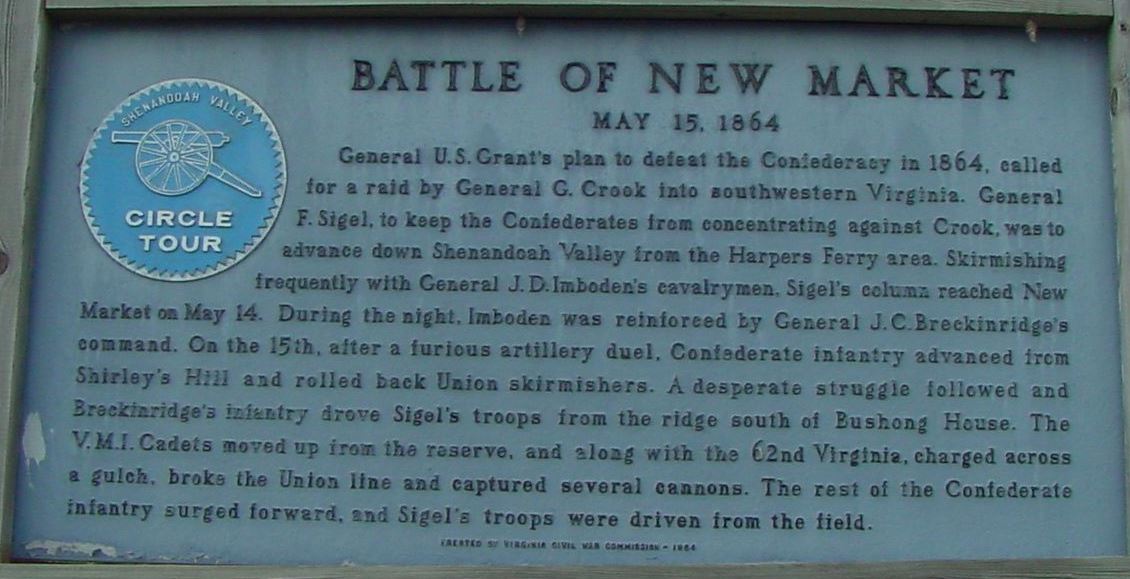 BATTLE OF NEW MARKET
MAY 15, 1864
SHENANDOAH VALLEY
CIRCLE
TOUR
General U.S. Grant's plan to defeat the Confederacy in 1864, called
for a raid by General G. Crook into southwestern Virginia. General
F. Sigel, to keep the Confederates from concentrating against Crook, was to
advance down Shenandoah Valley from the Harpers Ferry area. Skirmishing
frequently with General J.D. Imboden's cavalrymen, Sigel's column reached New
Market on May 14. During the night, Imboden was reinforced by General J.C. Breckinridge's
command. On the 15th, after a furious artillery duel, Confederate infantry advanced from
Shirley's Hill and rolled back Union skirmishers. A desperate struggle followed and
Breckinridge's infantry drove Sigel's troops from the ridge south of Bushong House. The
V.M.I. Cadets moved up from the reserve, and along with the 62nd Virginia, charged across
a gulch, broke the Union line and captured several cannons. The rest of the Confederate
infantry surged forward, and Sigel's troops were driven from the field.
ERECTED BY VIRGINIA CIVIL WAR COMMISSION - 1964